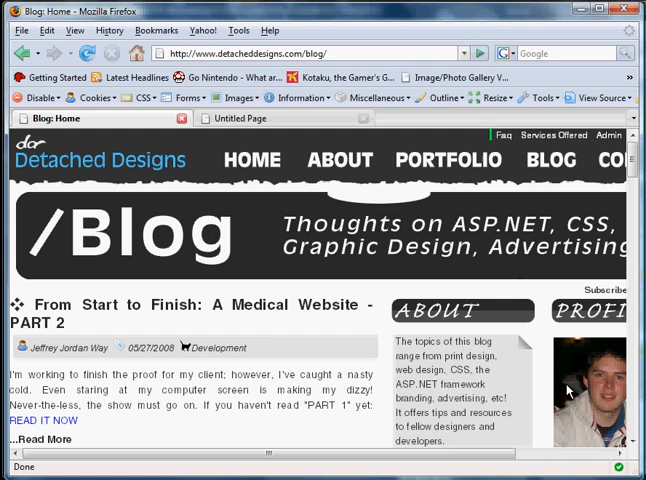 Blog: Home - Mozilla Firefox
File Edit View History Bookmarks Yahoo! Tools Help
http://www.detacheddesigns.com/blog/
Google
Getting Started Latest Headlines Go Nintendo - What ar... Kotaku, the Gamer's G... Image/Photo Gallery V... »
Disable Cookies CSS Forms Images Information Miscellaneous Outline Resize Tools View Source
Blog: Home Untitled Page
Faq Services Offered Admin
Detached Designs HOME ABOUT PORTFOLIO BLOG CO
/Blog
Thoughts on ASP.NET, CSS,
Graphic Design, Advertising
Subscribe
From Start to Finish: A Medical Website -
PART 2
Jeffrey Jordan Way 05/27/2008 Development
I'm working to finish the proof for my client; however, I've caught a nasty
cold. Even staring at my computer screen is making my dizzy!
Never-the-less, the show must go on. If you haven't read "PART 1" yet:
READ IT NOW
...Read More
ABOUT
The topics of this blog
range from print design,
web design, CSS, the
ASP.NET framework
branding, advertising, etc!
It offers tips and resources
to fellow designers and
developers.
PROFI
Done